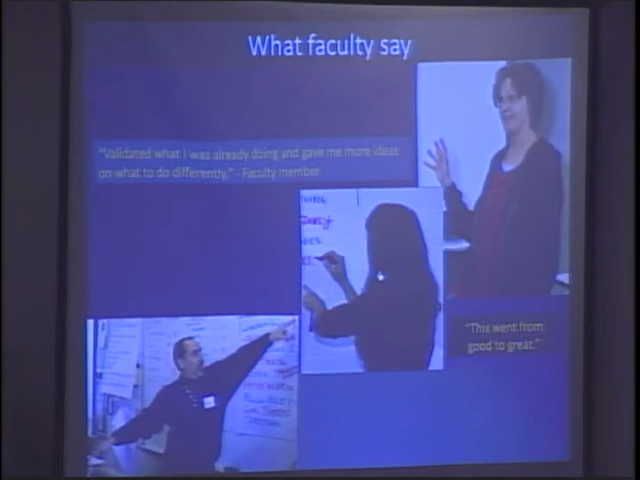 What faculty say
"Validated what I was already doing and gave me more ideas
on what to do differently." - Faculty member
"This went from
good to great."